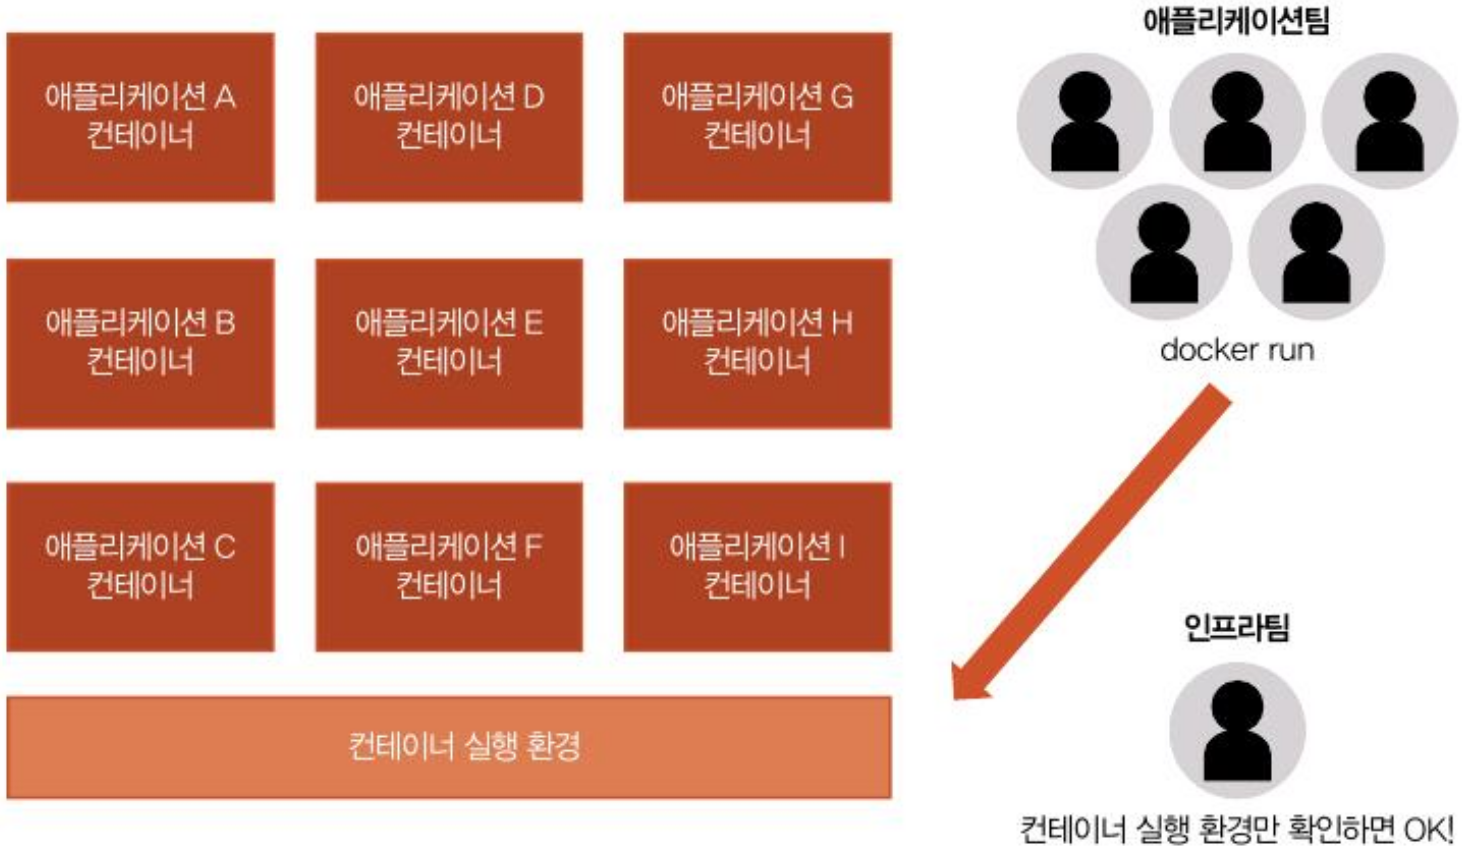 애플리케이션 A
컨테이너
애플리케이션 D
컨테이너
애플리케이션 G
컨테이너
애플리케이션 B
컨테이너
애플리케이션 E
컨테이너
애플리케이션 H
컨테이너
애플리케이션 C
컨테이너
애플리케이션 F
컨테이너
애플리케이션 I
컨테이너
컨테이너 실행 환경
애플리케이션팀
docker run
인프라팀
컨테이너 실행 환경만 확인하면 OK!